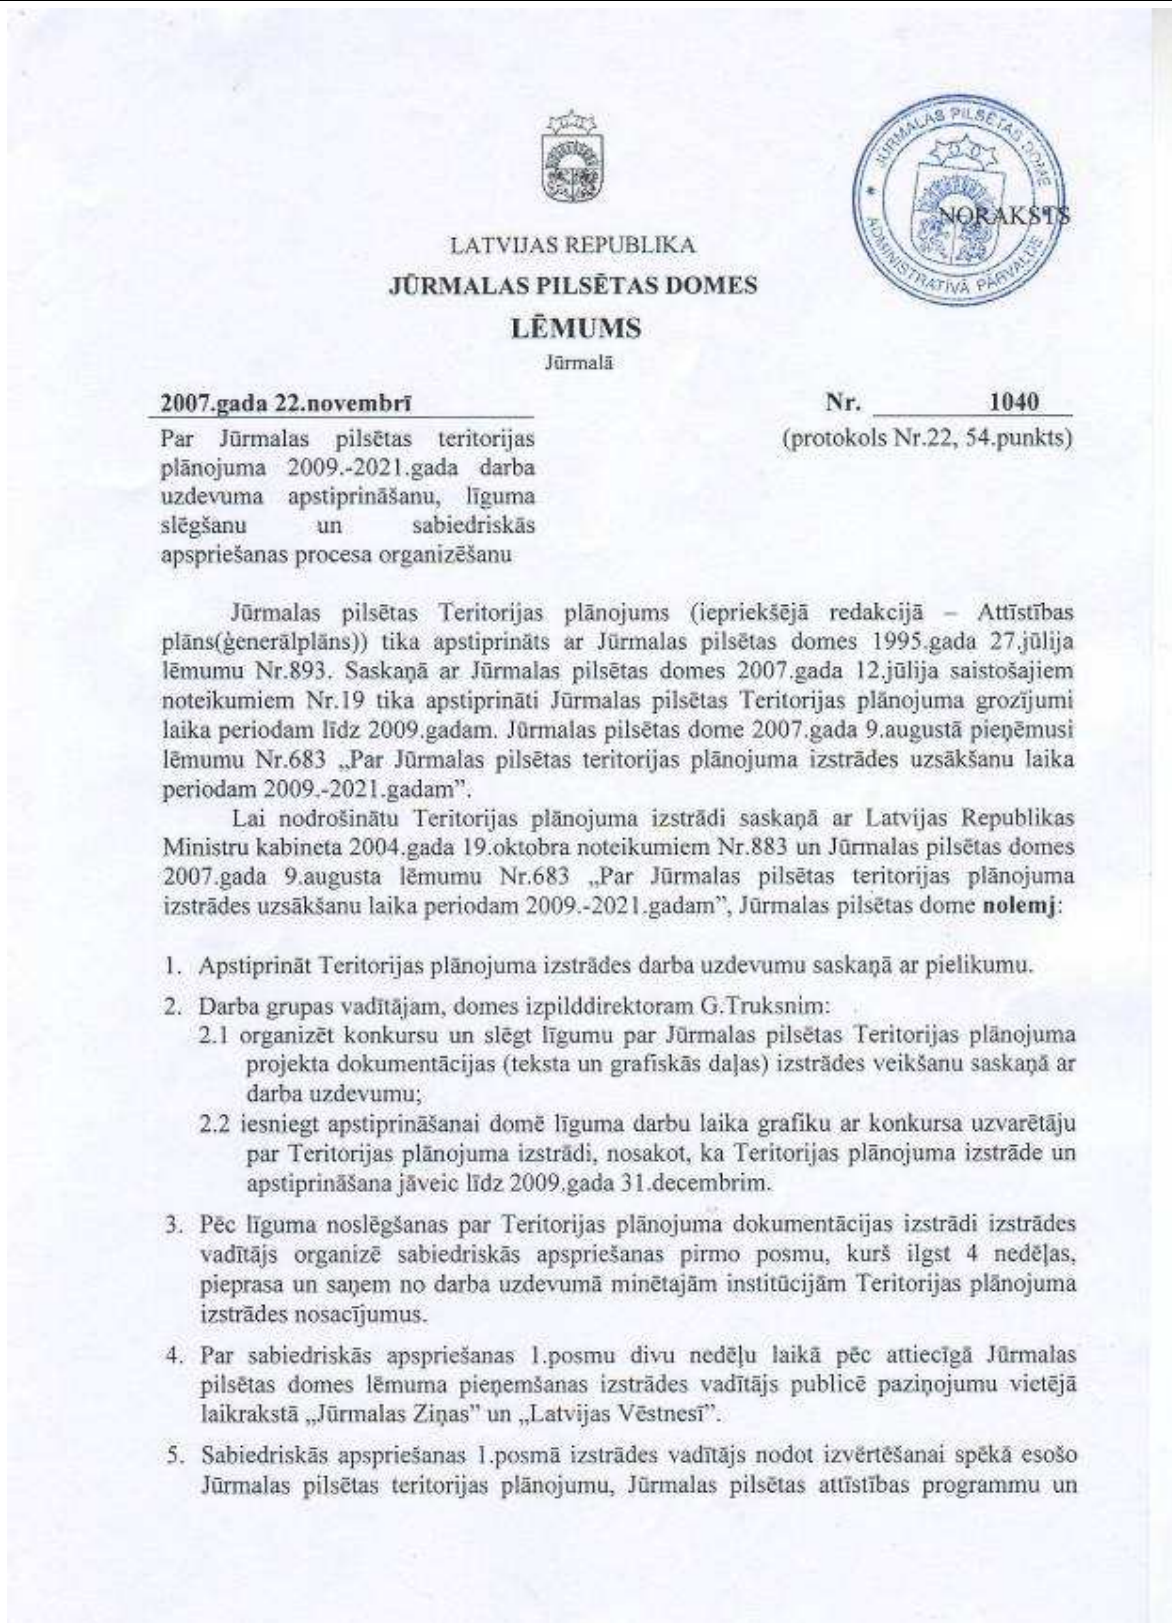 JŪRMALAS PILSĒTAS DOME
ADMINISTRATĪVĀ PĀRVALDE
NORAKSTS
LATVIJAS REPUBLIKA
JŪRMALAS PILSĒTAS DOMES
LĒMUMS
Jūrmalā
2007.gada 22.novembrī Nr. 1040
(protokols Nr.22, 54.punkts)
Par Jūrmalas pilsētas teritorijas
plānojuma 2009.-2021.gada darba
uzdevuma apstiprināšanu, līguma
slēgšanu un sabiedriskās
apspriešanas procesa organizēšanu
Jūrmalas pilsētas Teritorijas plānojums (iepriekšējā redakcijā – Attīstības
plāns(ģenerālplāns)) tika apstiprināts ar Jūrmalas pilsētas domes 1995.gada 27.jūlija
lēmumu Nr.893. Saskaņā ar Jūrmalas pilsētas domes 2007.gada 12.jūlija saistošajiem
noteikumiem Nr.19 tika apstiprināti Jūrmalas pilsētas Teritorijas plānojuma grozījumi
laika periodam līdz 2009.gadam. Jūrmalas pilsētas dome 2007.gada 9.augustā pieņēmusi
lēmumu Nr.683 „Par Jūrmalas pilsētas teritorijas plānojuma izstrādes uzsākšanu laika
periodam 2009.-2021.gadam”.
Lai nodrošinātu Teritorijas plānojuma izstrādi saskaņā ar Latvijas Republikas
Ministru kabineta 2004.gada 19.oktobra noteikumiem Nr.883 un Jūrmalas pilsētas domes
2007.gada 9.augusta lēmumu Nr.683 „Par Jūrmalas pilsētas teritorijas plānojuma
izstrādes uzsākšanu laika periodam 2009.-2021.gadam”, Jūrmalas pilsētas dome nolemj:
1. Apstiprināt Teritorijas plānojuma izstrādes darba uzdevumu saskaņā ar pielikumu.
2. Darba grupas vadītājam, domes izpilddirektoram G.Truksnim:
2.1 organizēt konkursu un slēgt līgumu par Jūrmalas pilsētas Teritorijas plānojuma
projekta dokumentācijas (teksta un grafiskās daļas) izstrādes veikšanu saskaņā ar
darba uzdevumu;
2.2 iesniegt apstiprināšanai domē līguma darbu laika grafiku ar konkursa uzvarētāju
par Teritorijas plānojuma izstrādi, nosakot, ka Teritorijas plānojuma izstrāde un
apstiprināšana jāveic līdz 2009.gada 31.decembrim.
3. Pēc līguma noslēgšanas par Teritorijas plānojuma dokumentācijas izstrādi izstrādes
vadītājs organizē sabiedriskās apspriešanas pirmo posmu, kurš ilgst 4 nedēļas,
pieprasa un saņem no darba uzdevumā minētajām institūcijām Teritorijas plānojuma
izstrādes nosacījumus.
4. Par sabiedriskās apspriešanas 1.posmu divu nedēļu laikā pēc attiecīgā Jūrmalas
pilsētas domes lēmuma pieņemšanas izstrādes vadītājs publicē paziņojumu vietējā
laikrakstā „Jūrmalas Ziņas” un „Latvijas Vēstnesī”.
5. Sabiedriskās apspriešanas 1.posmā izstrādes vadītājs nodot izvērtēšanai spēkā esošo
Jūrmalas pilsētas teritorijas plānojumu, Jūrmalas pilsētas attīstības programmu un